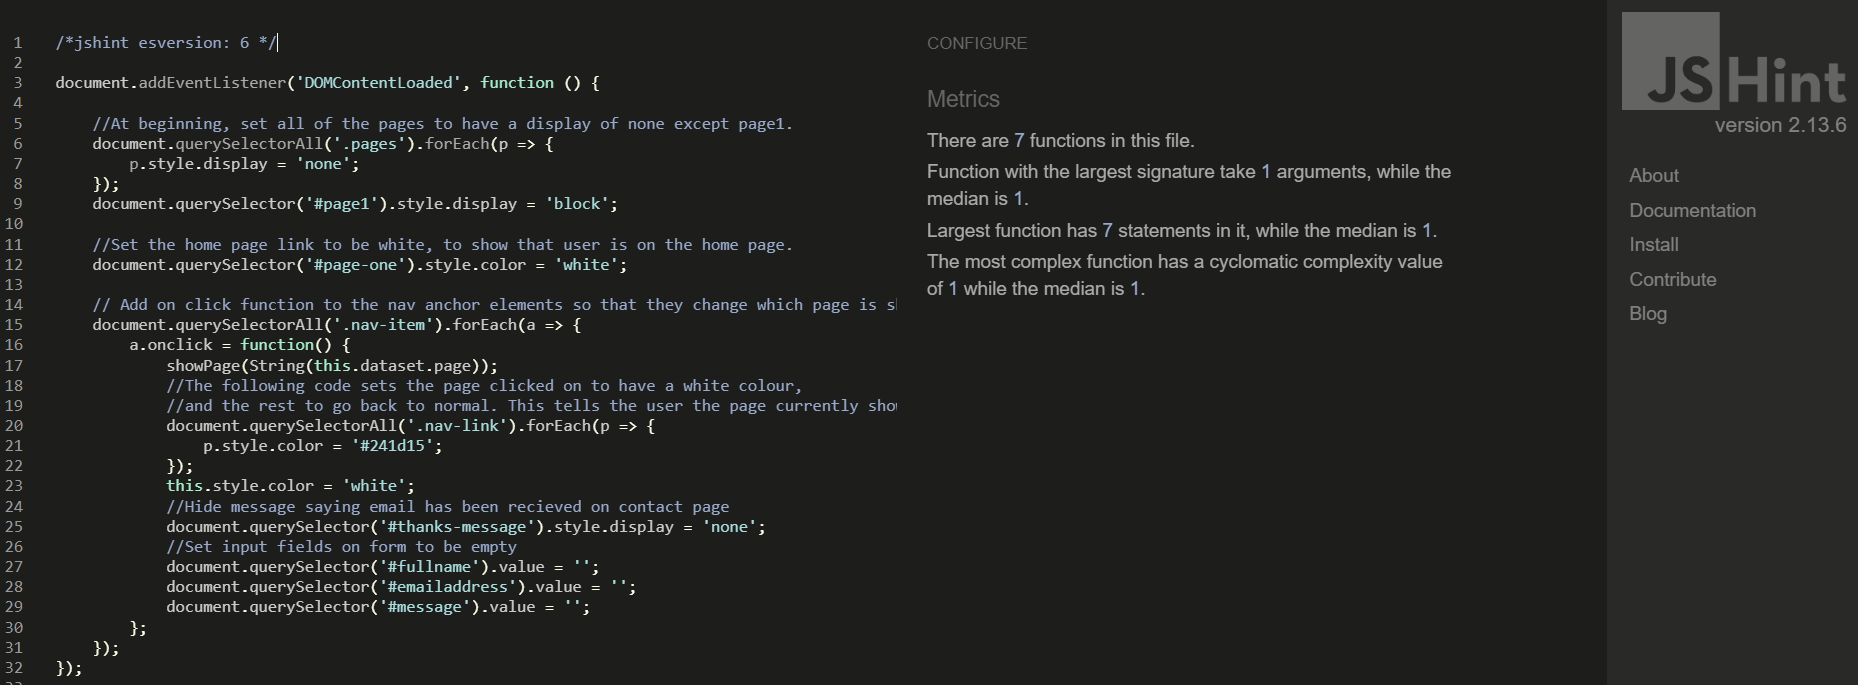 1 /*jshint esversion: 6 */
2
3 document.addEventListener('DOMContentLoaded', function () {
4
5 //At beginning, set all of the pages to have a display of none except page1.
6 document.querySelectorAll('.pages').forEach(p => {
7 p.style.display = 'none';
8 });
9 document.querySelector('#page1').style.display = 'block';
10
11 //Set the home page link to be white, to show that user is on the home page.
12 document.querySelector('#page-one').style.color = 'white';
13
14 // Add on click function to the nav anchor elements so that they change which page is
15 document.querySelectorAll('.nav-item').forEach(a => {
16 a.onclick = function() {
17 showPage(String(this.dataset.page));
18 //The following code sets the page clicked on to have a white colour,
19 //and the rest to go back to normal. This tells the user the page currently
20 document.querySelectorAll('.nav-link').forEach(p => {
21 p.style.color = '#241d15';
22 });
23 this.style.color = 'white';
24 //Hide message saying email has been recieved on contact page
25 document.querySelector('#thanks-message').style.display = 'none';
26 //Set input fields on form to be empty
27 document.querySelector('#fullname').value = '';
28 document.querySelector('#emailaddress').value = '';
29 document.querySelector('#message').value = '';
30 };
31 });
32 });
CONFIGURE
Metrics
There are 7 functions in this file.
Function with the largest signature take 1 arguments, while the
median is 1.
Largest function has 7 statements in it, while the median is 1.
The most complex function has a cyclomatic complexity value
of 1 while the median is 1.
JSHint
version 2.13.6
About
Documentation
Install
Contribute
Blog